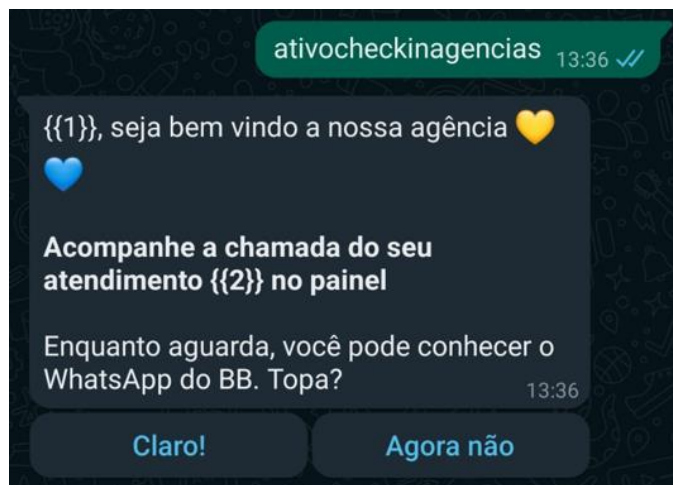 ativocheckinagencias 13:36
{{1}}, seja bem vindo a nossa agência 💛
💙
Acompanhe a chamada do seu
atendimento {{2}} no painel
Enquanto aguarda, você pode conhecer o
WhatsApp do BB. Topa? 13:36
Claro! Agora não